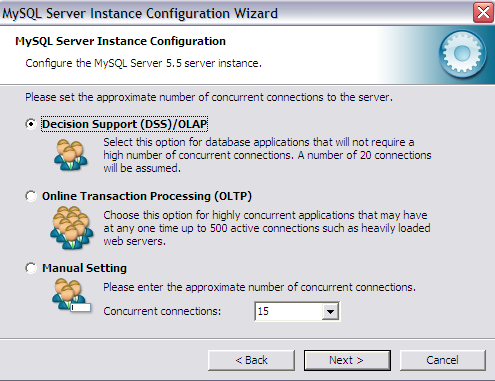 MySQL Server Instance Configuration Wizard
MySQL Server Instance Configuration
Configure the MySQL Server 5.5 server instance.
Please set the approximate number of concurrent connections to the server.
Decision Support (DSS)/OLAP
Select this option for database applications that will not require a
high number of concurrent connections. A number of 20 connections
will be assumed.
Online Transaction Processing (OLTP)
Choose this option for highly concurrent applications that may have
at any one time up to 500 active connections such as heavily loaded
web servers.
Manual Setting
Please enter the approximate number of concurrent connections.
Concurrent connections: 15
< Back Next > Cancel